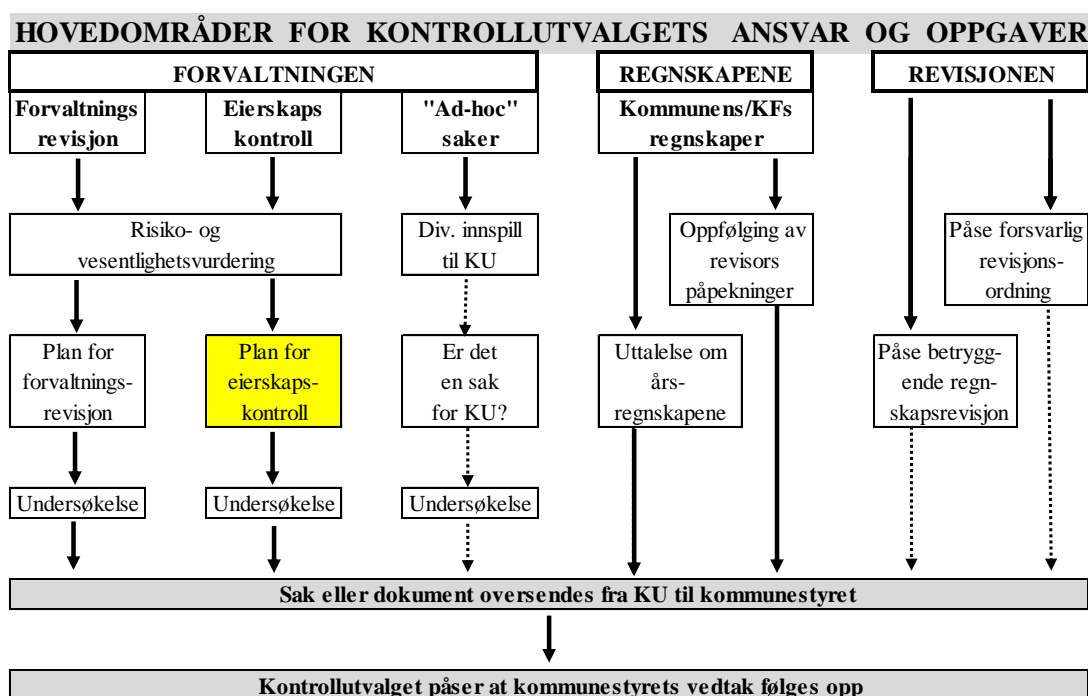 HOVEDOMRÅDER FOR KONTROLLUTVALGETS ANSVAR OG OPPGAVER
FORVALTNINGEN
REGNSKAPENE
REVISJONEN
Forvaltnings
revisjon
Eierskaps
kontroll
"Ad-hoc"
saker
Kommunens/KFs
regnskaper
Risiko- og
vesentlighetsvurdering
Div. innspill
til KU
Oppfølging av
revisors
påpekninger
Påse forsvarlig
revisjons-
ordning
Plan for
forvaltnings-
revisjon
Plan for
eierskaps-
kontroll
Er det
en sak
for KU?
Uttalelse om
års-
regnskapene
Påse betrygg-
ende regn-
skapsrevisjon
Undersøkelse
Undersøkelse
Undersøkelse
Sak eller dokument oversendes fra KU til kommunestyret
Kontrollutvalget påser at kommunestyrets vedtak følges opp